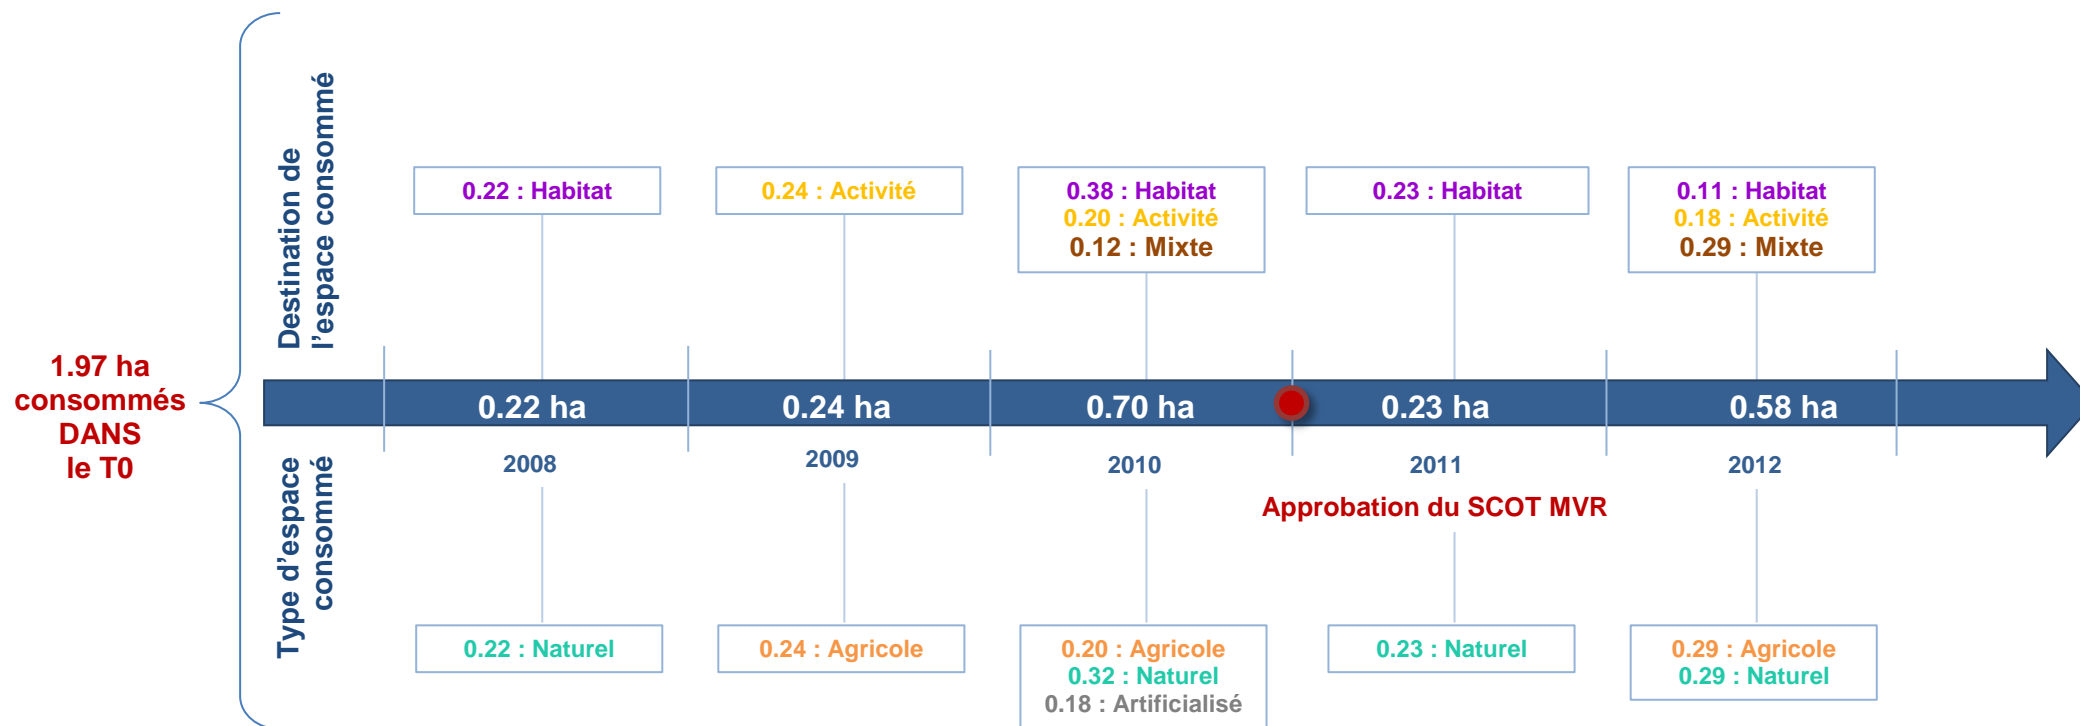 Destination de
l'espace consommé
0.22 : Habitat
0.24 : Activité
0.38 : Habitat
0.20 : Activité
0.12 : Mixte
0.23 : Habitat
0.11 : Habitat
0.18 : Activité
0.29 : Mixte
1.97 ha
consommés
DANS
le T0
0.22 ha
0.24 ha
0.70 ha
0.23 ha
0.58 ha
2008
2009
2010
2011
2012
Approbation du SCOT MVR
Type d'espace
consommé
0.22 : Naturel
0.24 : Agricole
0.20 : Agricole
0.32 : Naturel
0.18 : Artificialisé
0.23 : Naturel
0.29 : Agricole
0.29 : Naturel